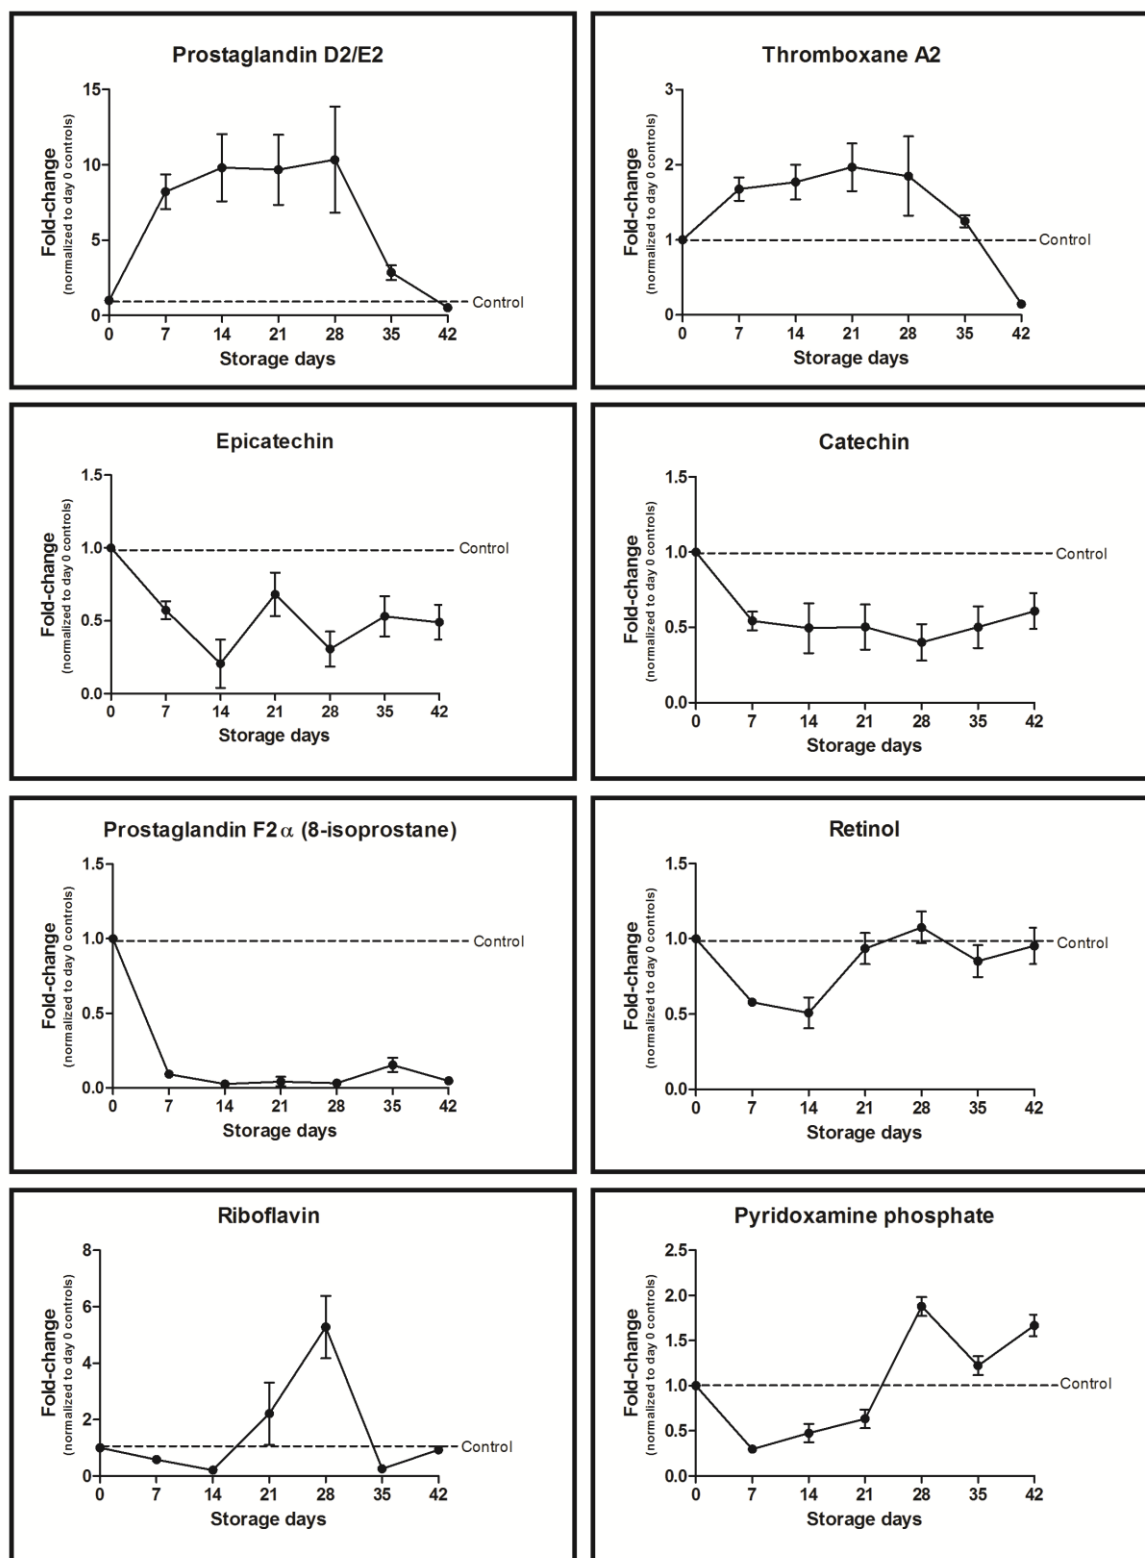 Prostaglandin D2/E2
Fold-change
(normalized to day 0 controls)
15
10
5
0
Control
0 7 14 21 28 35 42
Storage days
Thromboxane A2
Fold-change
(normalized to day 0 controls)
3
2
1
0
Control
0 7 14 21 28 35 42
Storage days
Epicatechin
Fold-change
(normalized to day 0 controls)
1.5
1.0
0.5
0.0
Control
0 7 14 21 28 35 42
Storage days
Catechin
Fold-change
(normalized to day 0 controls)
1.5
1.0
0.5
0.0
Control
0 7 14 21 28 35 42
Storage days
Prostaglandin F2α (8-isoprostane)
Fold-change
(normalized to day 0 controls)
1.5
1.0
0.5
0.0
Control
0 7 14 21 28 35 42
Storage days
Retinol
Fold-change
(normalized to day 0 controls)
1.5
1.0
0.5
0.0
Control
0 7 14 21 28 35 42
Storage days
Riboflavin
Fold-change
(normalized to day 0 controls)
8
6
4
2
0
Control
0 7 14 21 28 35 42
Storage days
Pyridoxamine phosphate
Fold-change
(normalized to day 0 controls)
2.5
2.0
1.5
1.0
0.5
0.0
Control
0 7 14 21 28 35 42
Storage days